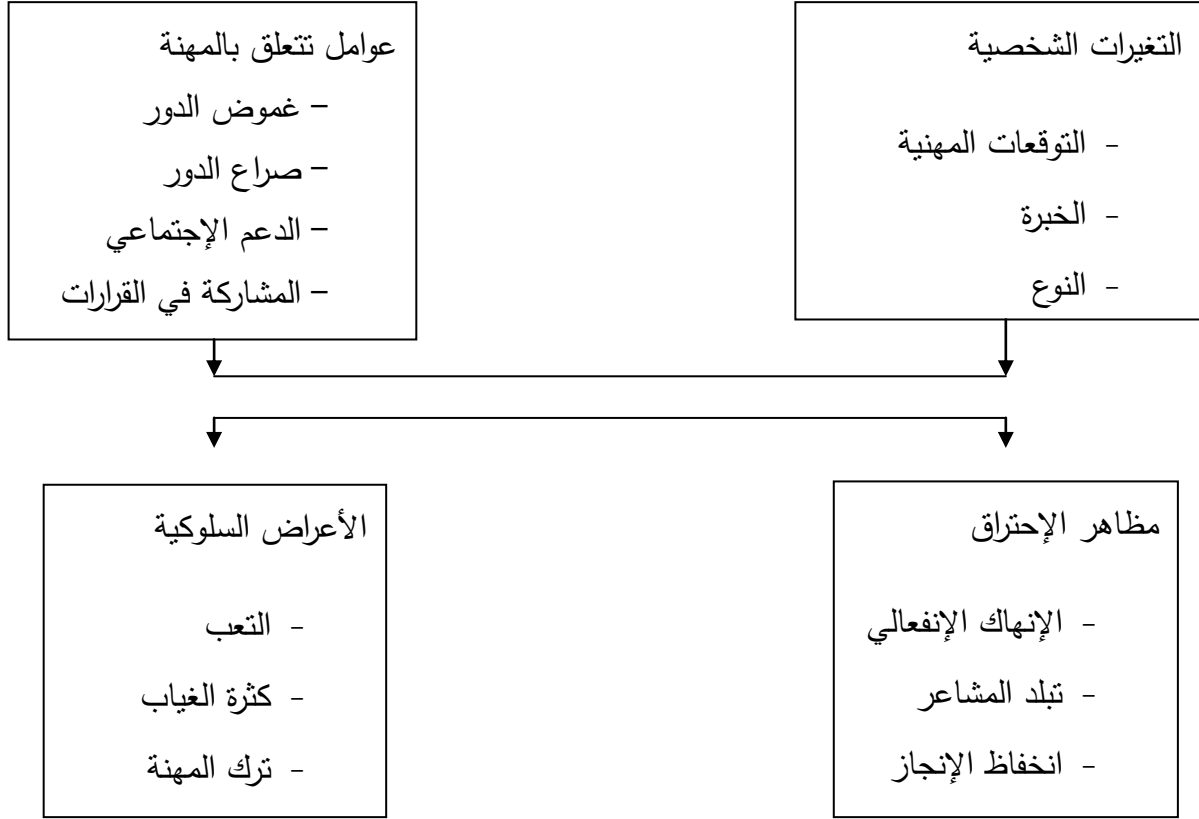 التغيرات الشخصية
- التوقعات المهنية
- الخبرة
- النوع
عوامل تتعلق بالمهنة
– غموض الدور
– صراع الدور
– الدعم الإجتماعي
– المشاركة في القرارات
مظاهر الإحتراق
- الإنهاك الإنفعالي
- تبلد المشاعر
- انخفاظ الإنجاز
الأعراض السلوكية
- التعب
- كثرة الغياب
- ترك المهنة